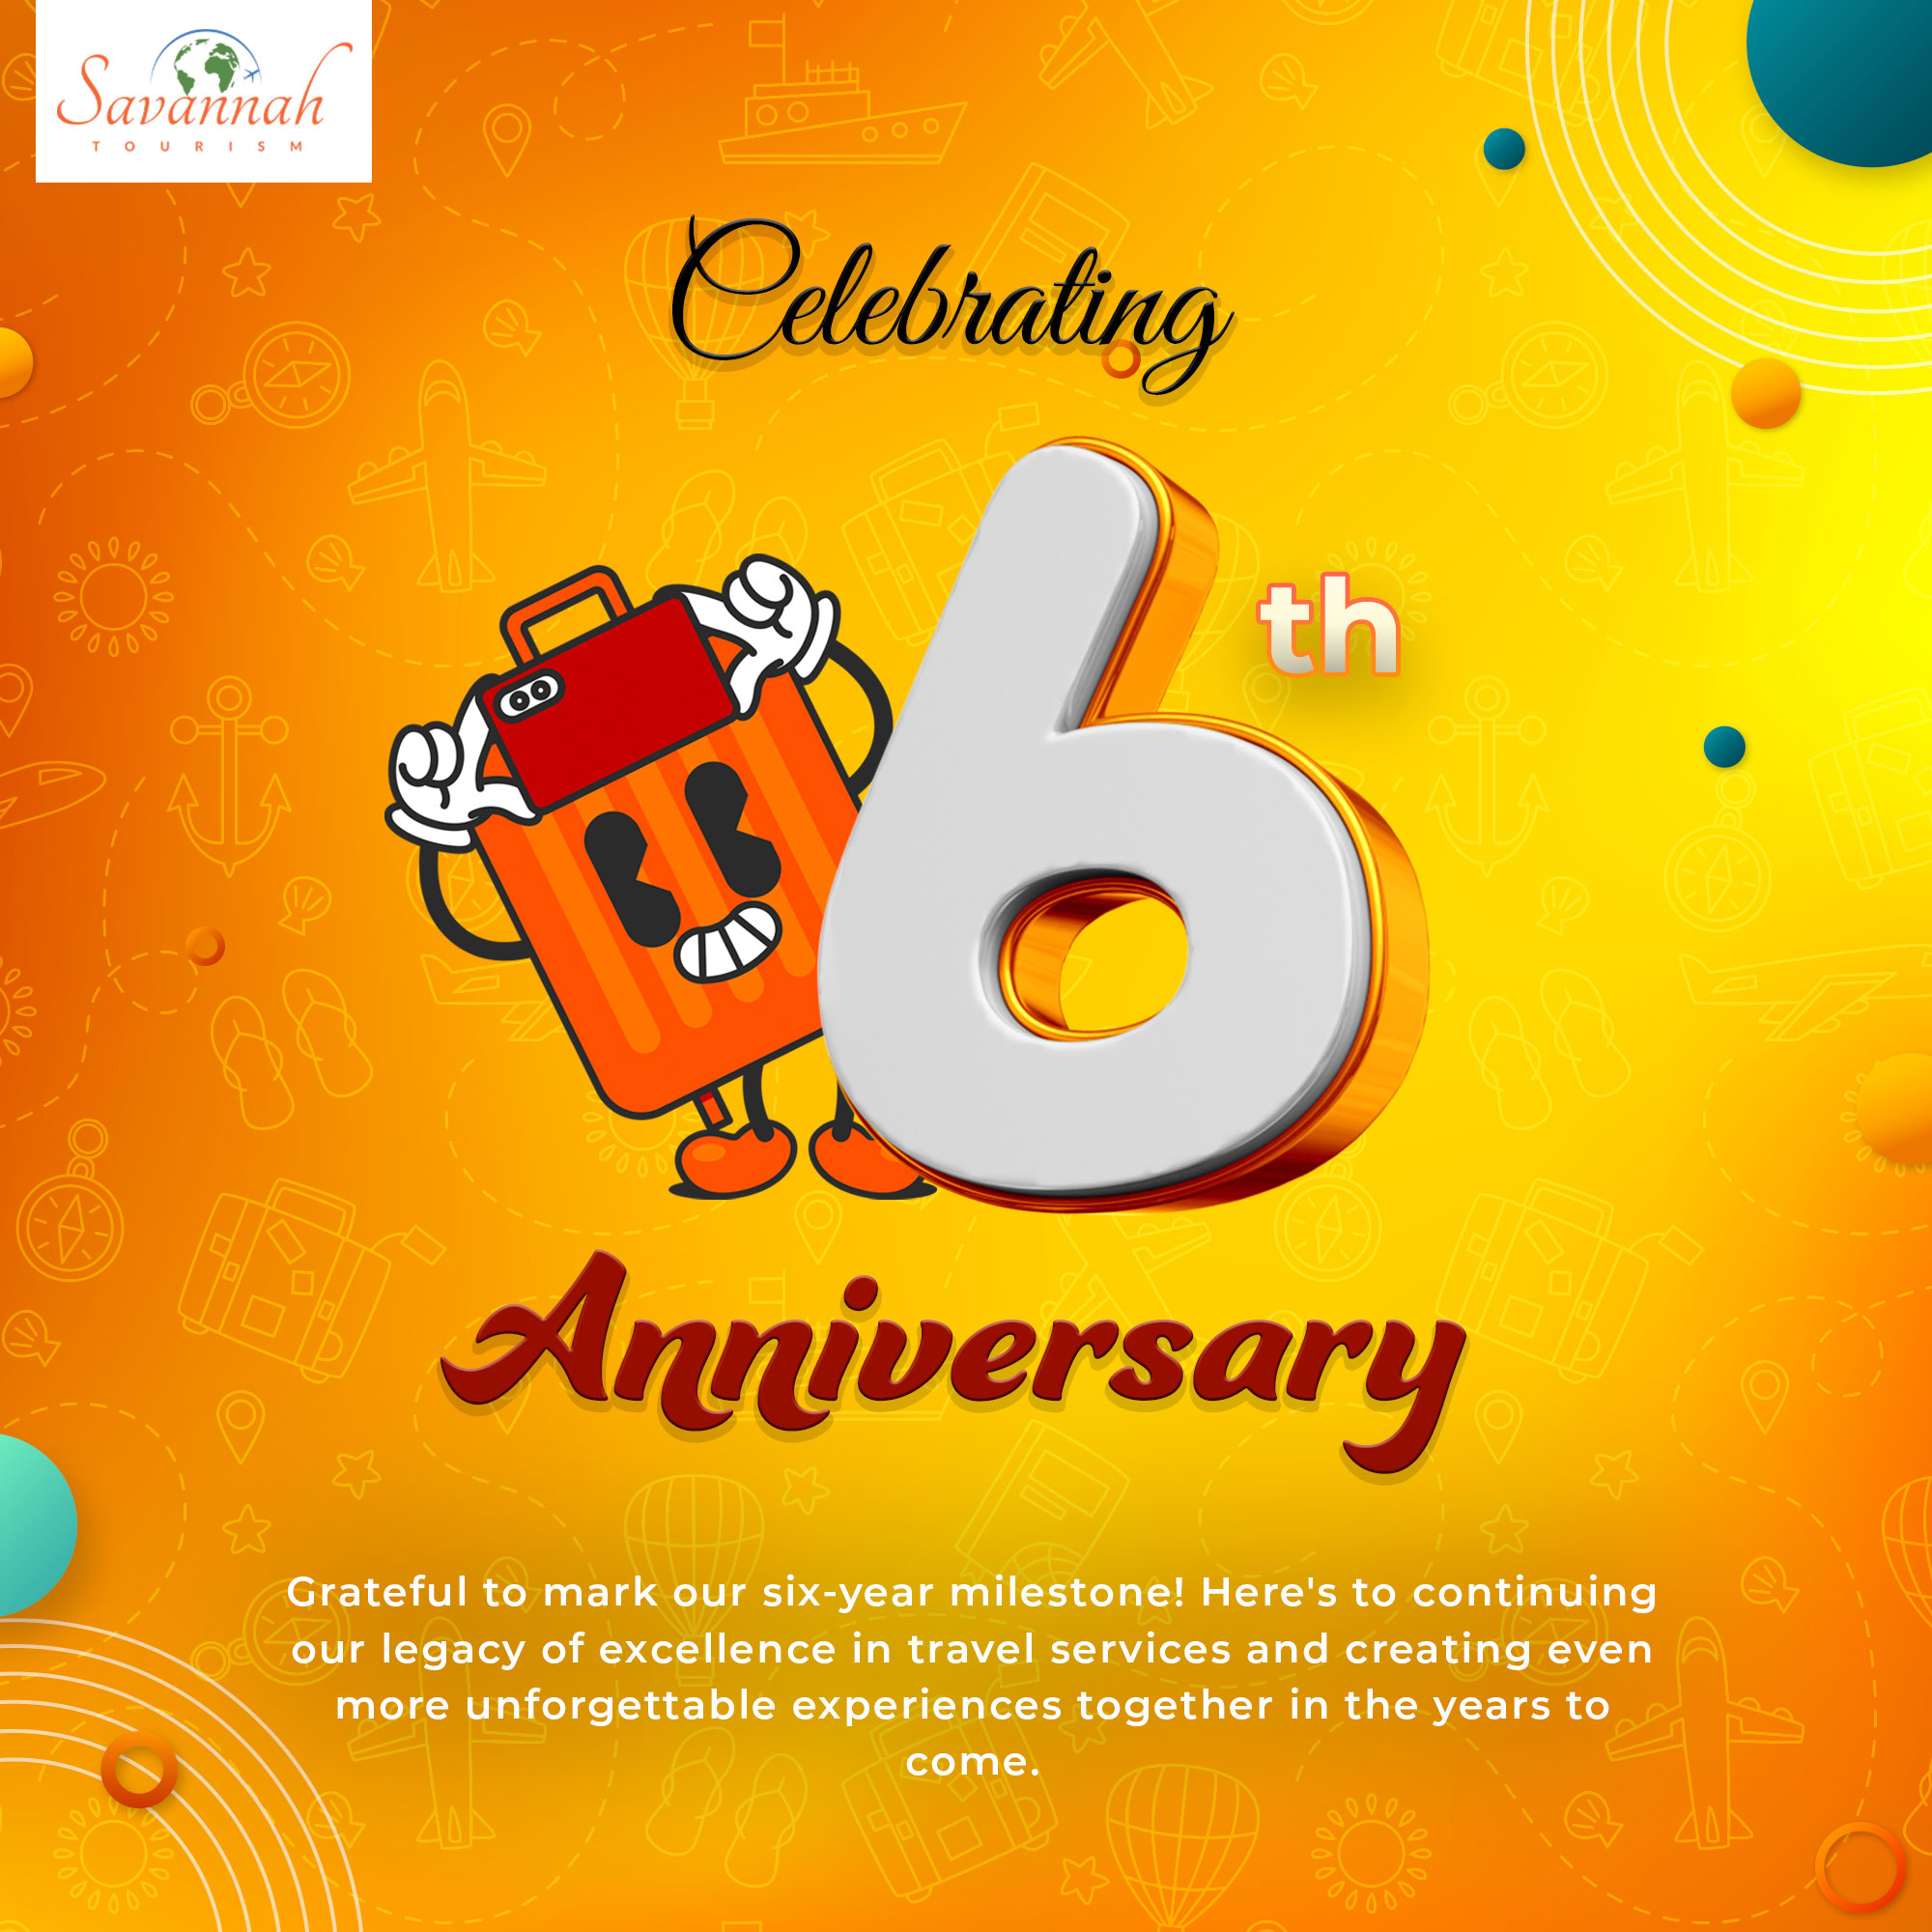 Savannah
TOURISM
Celebrating
6th
Anniversary
Grateful to mark our six-year milestone! Here's to continuing
our legacy of excellence in travel services and creating even
more unforgettable experiences together in the years to
come.